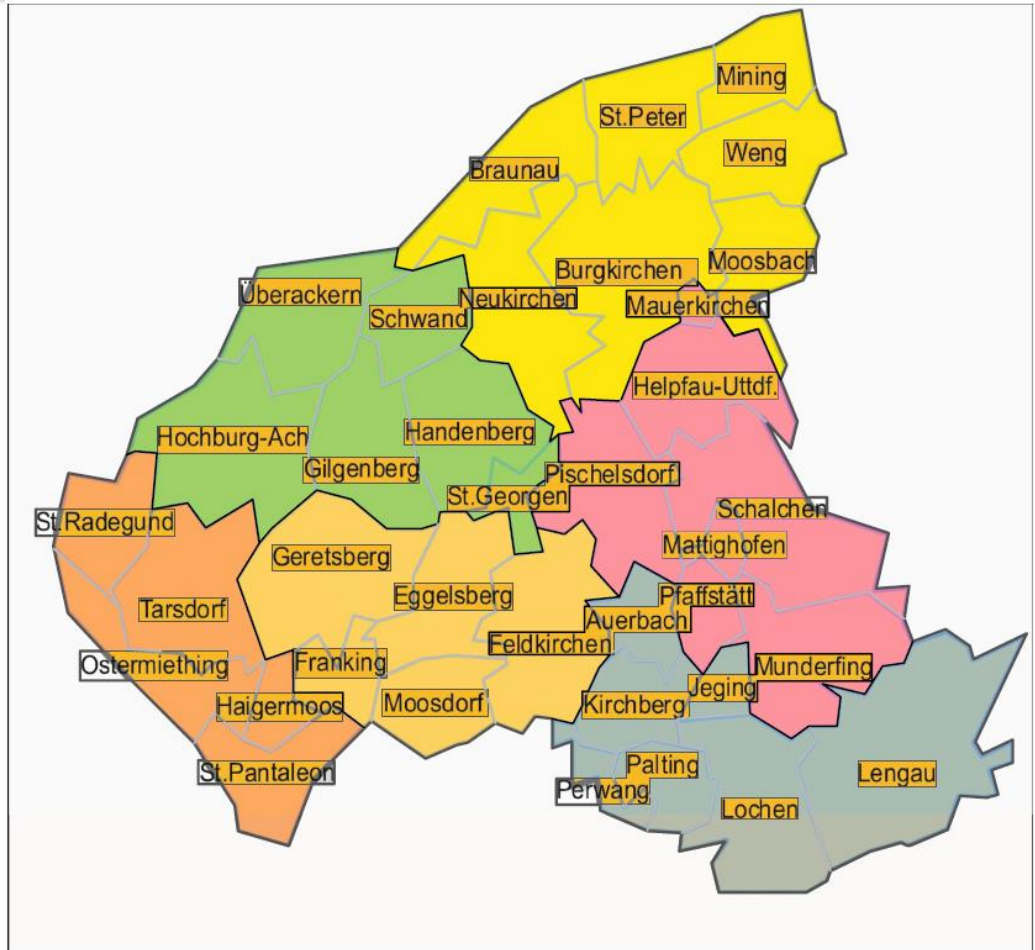 Mining
St.Peter
Weng
Braunau
Moosbach
Burgkirchen
Überackern
Neukirchen
Mauerkirchen
Schwand
Helpfau-Uttdf.
Handenberg
Hochburg-Ach
Gilgenberg
Pischelsdorf
St.Georgen
Schalchen
St.Radegund
Mattighofen
Geretsberg
Eggelsberg
Pfaffstätt
Tarsdorf
Auerbach
Feldkirchen
Ostermiething
Franking
Munderfing
Jeging
Haigermoos
Moosdorf
Kirchberg
St.Pantaleon
Palting
Lengau
Perwang
Lochen